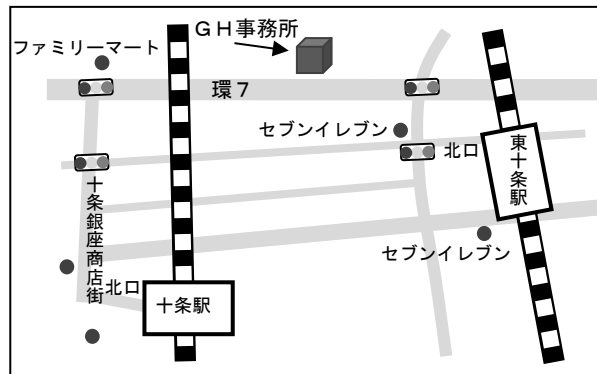 GH事務所
ファミリーマート
環7
セブンイレブン
北口
東十条駅
十条銀座商店街
セブンイレブン
北口
十条駅